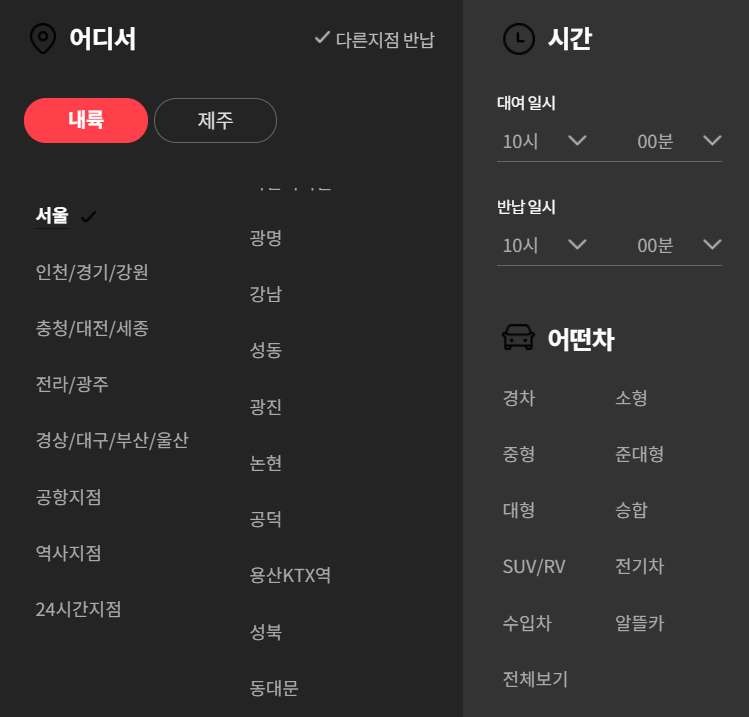 어디서
다른지점 반납
내륙
제주
서울
인천/경기/강원
충청/대전/세종
전라/광주
경상/대구/부산/울산
공항지점
역사지점
24시간지점
광명
강남
성동
광진
논현
공덕
용산KTX역
성북
동대문
시간
대여 일시
10시 00분
반납 일시
10시 00분
어떤차
경차 소형
중형 준대형
대형 승합
SUV/RV 전기차
수입차 알뜰카
전체보기